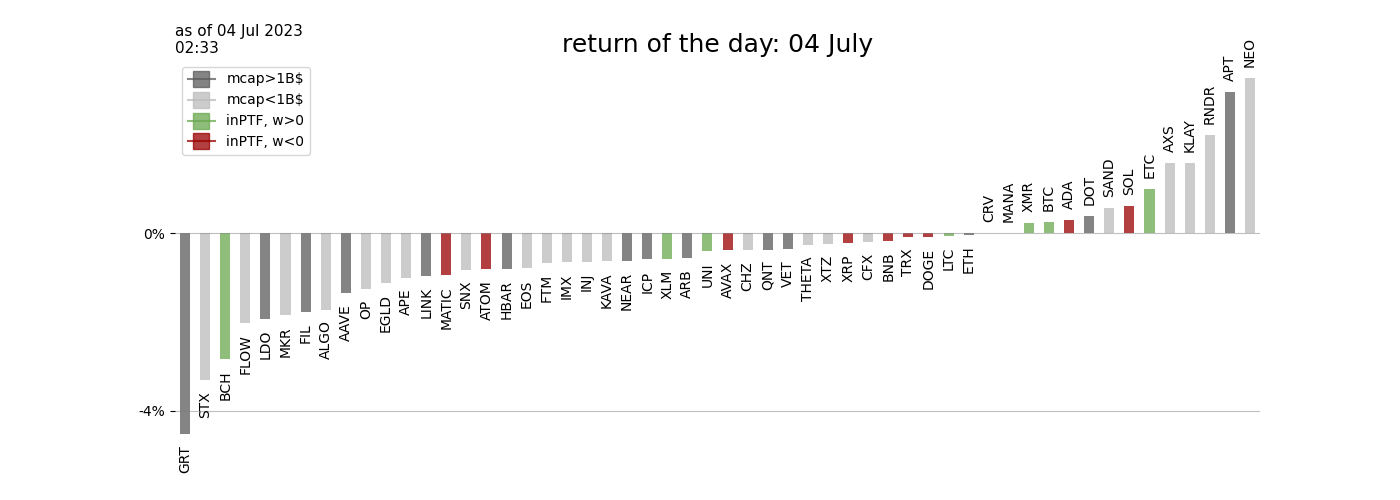 as of 04 Jul 2023
02:33
return of the day: 04 July
mcap>1B$
mcap<1B$
inPTF, w>0
inPTF, w<0
0%
-4%
GRT
STX
BCH
FLOW
LDO
MKR
FIL
ALGO
AAVE
OP
EGLD
APE
LINK
MATIC
SNX
ATOM
HBAR
EOS
FTM
IMX
INJ
KAVA
NEAR
ICP
XLM
ARB
UNI
AVAX
CHZ
QNT
VET
THETA
XTZ
XRP
CFX
BNB
TRX
DOGE
LTC
ETH
CRV
MANA
XMR
BTC
ADA
DOT
SAND
SOL
ETC
AXS
KLAY
RNDR
APT
NEO